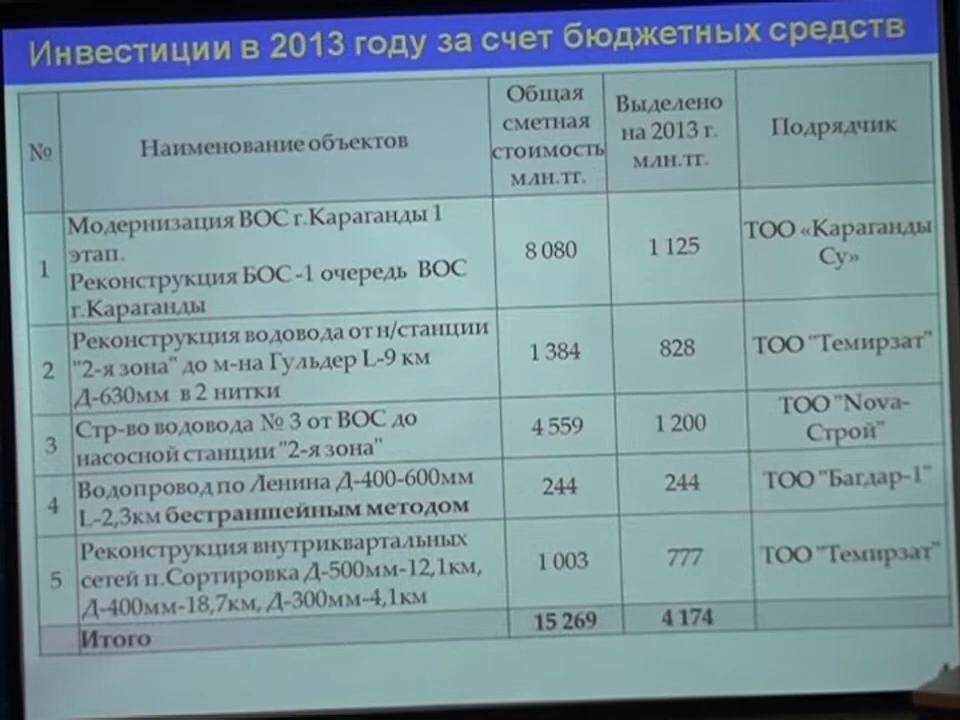 Инвестиции в 2013 году за счет бюджетных средств
№
Наименование объектов
Общая
сметная
стоимость
млн.тг.
Выделено
на 2013 г.
млн.тг.
Подрядчик
1
Модернизация ВОС г.Караганды 1
этап.
Реконструкция БОС -1 очередь ВОС
г.Караганды
8 080
1 125
ТОО «Караганды
Су»
2
Реконструкция водовода от н/станции
"2-я зона" до м-на Гульдер L-9 км
Д-630мм в 2 нитки
1 384
828
ТОО "Темирзат"
3
Стр-во водовода № 3 от ВОС до
насосной станции "2-я зона"
4 559
1 200
ТОО "Nova-
Строй"
4
Водопровод по Ленина Д-400-600мм
L-2,3км бестраншейным методом
244
244
ТОО "Багдар-1"
5
Реконструкция внутриквартальных
сетей п.Сортировка Д-500мм-12,1км,
Д-400мм-18,7км, Д-300мм-4,1км
1 003
777
ТОО "Темирзат"
Итого
15 269
4 174